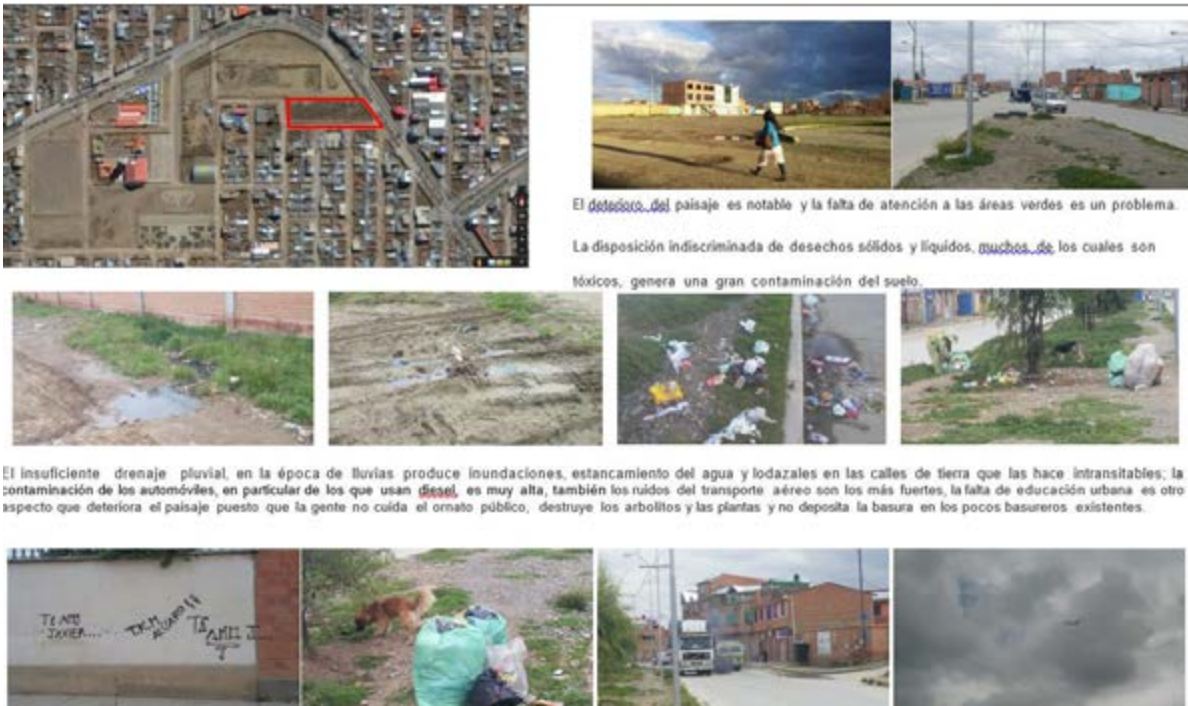 El deterioro del paisaje es notable y la falta de atención a las áreas verdes es un problema.
La disposición indiscriminada de desechos sólidos y líquidos, muchos de los cuales son
tóxicos, genera una gran contaminación del suelo.
El insuficiente drenaje pluvial, en la época de lluvias produce inundaciones, estancamiento del agua y lodazales en las calles de tierra que las hace intransitables; la
contaminación de los automóviles, en particular de los que usan diesel, es muy alta, también los ruidos del transporte aéreo son los más fuertes, la falta de educación urbana es otro
aspecto que deteriora el paisaje puesto que la gente no cuida el ornato público, destruye los arbolitos y las plantas y no deposita la basura en los pocos basureros existentes.
TE AMO
JAVIER....
TKM
ALVARO